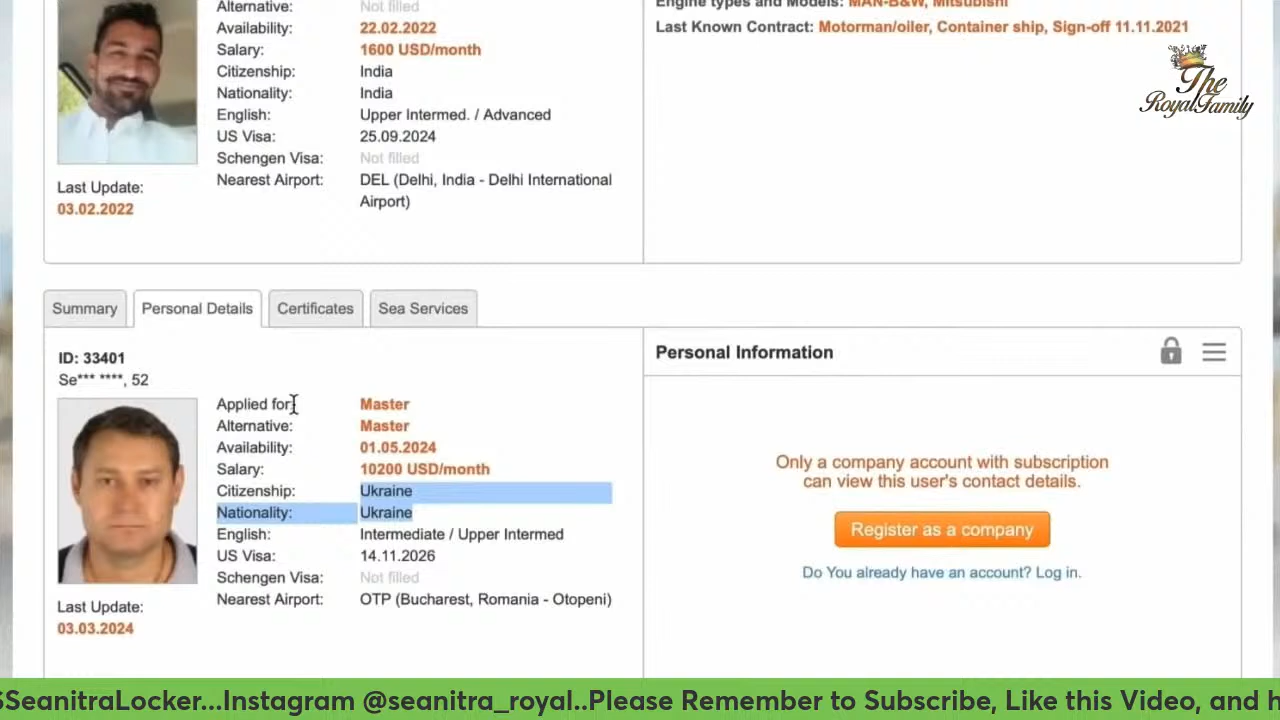 Alternative: Not filled
Availability: 22.02.2022
Salary: 1600 USD/month
Citizenship: India
Nationality: India
English: Upper Intermed. / Advanced
US Visa: 25.09.2024
Schengen Visa: Not filled
Nearest Airport: DEL (Delhi, India - Delhi International
Airport)
Last Update:
03.02.2022
Engine types and Models: MAN-B&W, Mitsubishi
Last Known Contract: Motorman/oiler, Container ship, Sign-off 11.11.2021
The
RoyalFamily
Summary
Personal Details
Certificates
Sea Services
ID: 33401
Se*** ****, 52
Applied for: Master
Alternative: Master
Availability: 01.05.2024
Salary: 10200 USD/month
Citizenship: Ukraine
Nationality: Ukraine
English: Intermediate / Upper Intermed
US Visa: 14.11.2026
Schengen Visa: Not filled
Nearest Airport: OTP (Bucharest, Romania - Otopeni)
Last Update:
03.03.2024
Personal Information
Only a company account with subscription
can view this user's contact details.
Register as a company
Do You already have an account? Log in.
$SeanitraLocker...Instagram @seanitra_royal..Please Remember to Subscribe, Like this Video, and h